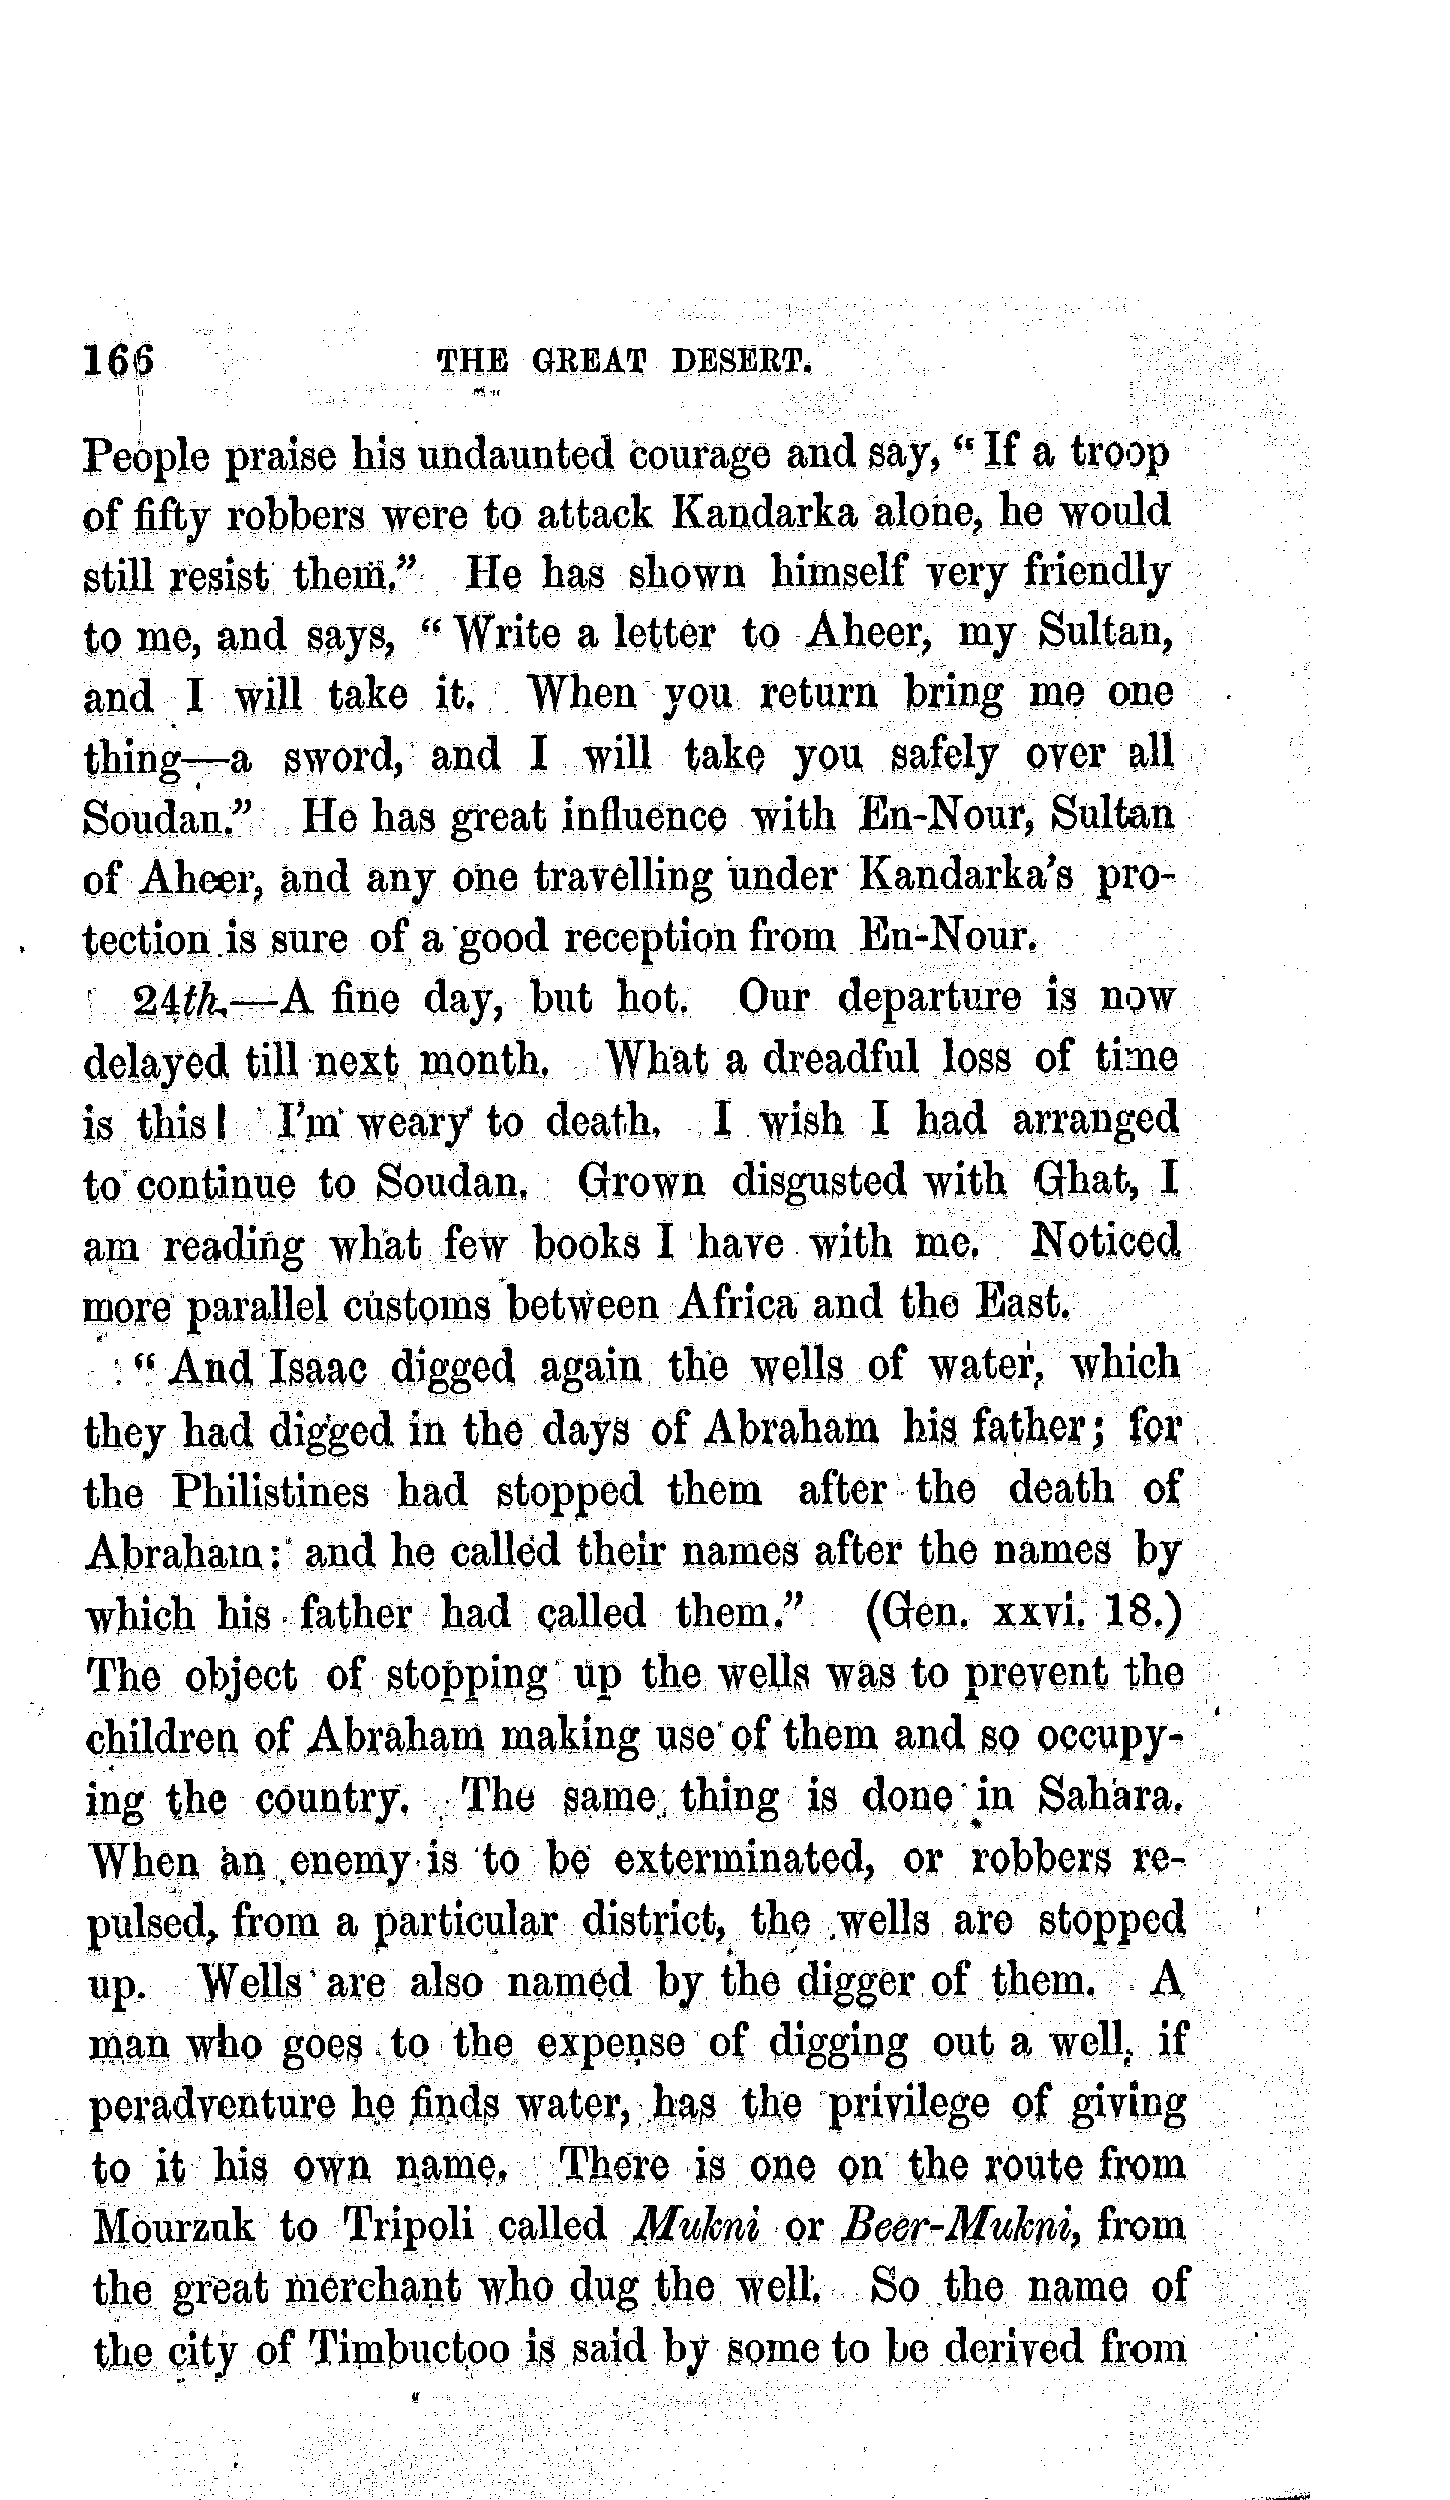 166 THE GREAT DESERT.
People praise his undaunted courage and say, “If a troop
of fifty robbers were to attack Kandarka alone, he would
still resist them.” He has shown himself very friendly
to me, and says, “Write a letter to Aheer, my Sultan,
and I will take it. When you return bring me one
thing—a sword, and I will take you safely over all
Soudan.” He has great influence with En-Nour, Sultan
of Aheer, and any one travelling under Kandarka’s pro-
tection is sure of a good reception from En-Nour.
24th.—A fine day, but hot. Our departure is now
delayed till next month. What a dreadful loss of time
is this! I’m weary to death. I wish I had arranged
to continue to Soudan. Grown disgusted with Ghat, I
am reading what few books I have with me. Noticed
more parallel customs between Africa and the East.
“And Isaac digged again the wells of water, which
they had digged in the days of Abraham his father; for
the Philistines had stopped them after the death of
Abraham: and he called their names after the names by
which his father had called them.” (Gen. xxvi. 18.)
The object of stopping up the wells was to prevent the
children of Abraham making use of them and so occupy-
ing the country. The same thing is done in Sahara.
When an enemy is to be exterminated, or robbers re-
pulsed, from a particular district, the wells are stopped
up. Wells are also named by the digger of them. A
man who goes to the expense of digging out a well, if
peradventure he finds water, has the privilege of giving
to it his own name. There is one on the route from
Mourzuk to Tripoli called Mukni or Beer-Mukni, from
the great merchant who dug the well. So the name of
the city of Timbuctoo is said by some to be derived from